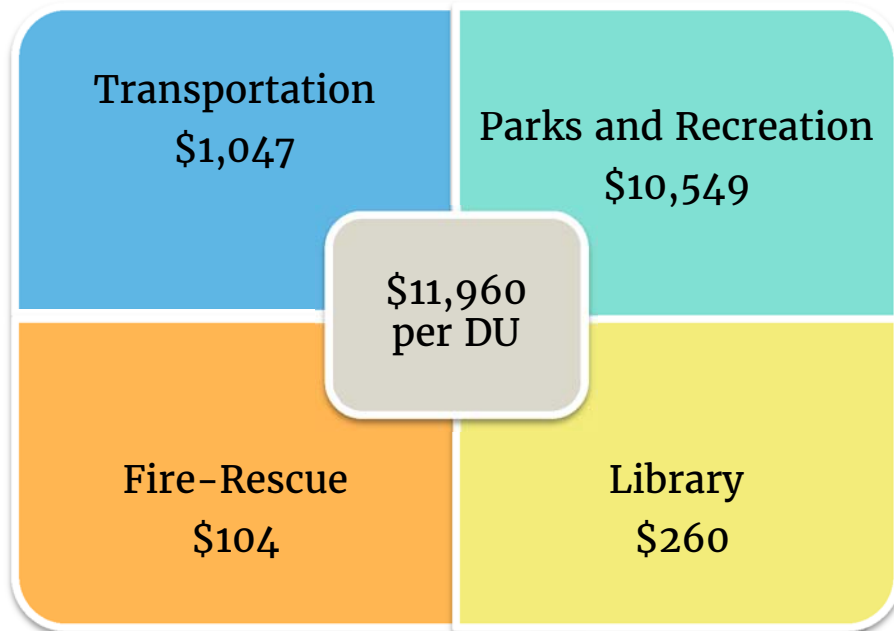 Transportation
$1,047
Parks and Recreation
$10,549
$11,960
per DU
Fire-Rescue
$104
Library
$260